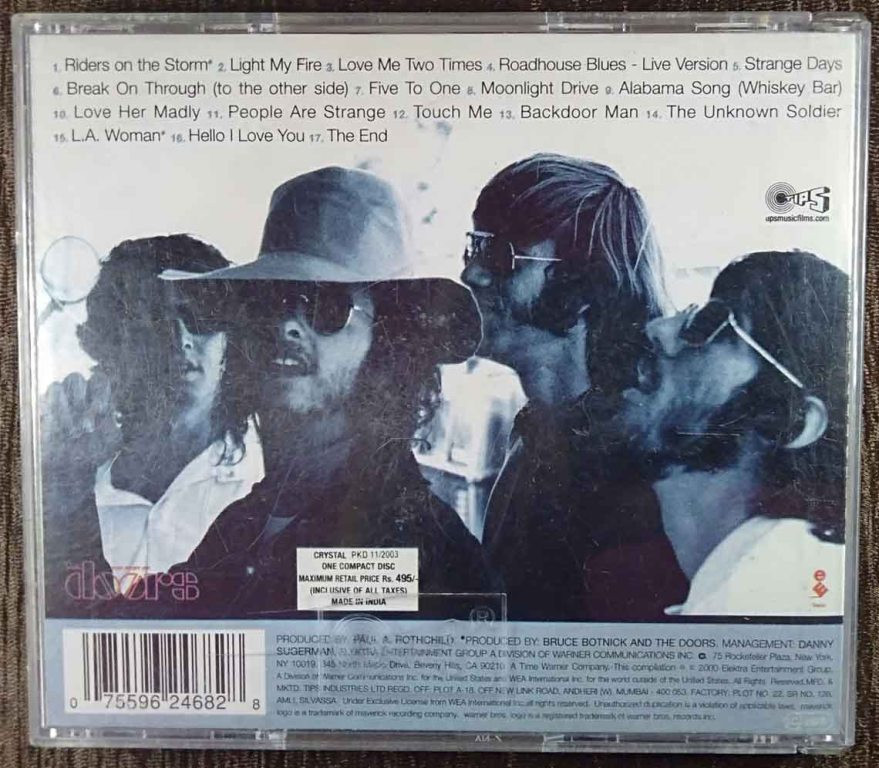 1. Riders on the Storm* 2. Light My Fire 3. Love Me Two Times 4. Roadhouse Blues - Live Version 5. Strange Days
6. Break On Through (to the other side) 7. Five To One 8. Moonlight Drive 9. Alabama Song (Whiskey Bar)
10. Love Her Madly 11. People Are Strange 12. Touch Me 13. Backdoor Man 14. The Unknown Soldier
15. L.A. Woman* 16. Hello I Love You 17. The End
TIPS
tipsmusicfilms.com
CRYSTAL PKD 11/2003
ONE COMPACT DISC
MAXIMUM RETAIL PRICE Rs. 495/-
(INCLUSIVE OF ALL TAXES)
MADE IN INDIA
the doors
PRODUCED BY: PAUL A. ROTHCHILD. *PRODUCED BY: BRUCE BOTNICK AND THE DOORS. MANAGEMENT: DANNY
SUGERMAN. ELEKTRA ENTERTAINMENT GROUP A DIVISION OF WARNER COMMUNICATIONS INC. 75 Rockefeller Plaza, New York,
NY 10019. 345 North Maple Drive, Beverly Hills, CA 90210. A Time Warner Company. This compilation ℗ © 2000 Elektra Entertainment Group,
A Division of Warner Communications Inc. for the United States and WEA International Inc. for the world outside of the United States. All Rights Reserved. MFD. &
MKTD. TIPS INDUSTRIES LTD REGD. OFF. PLOT A-18, OFF NEW LINK ROAD, ANDHERI (W), MUMBAI - 400 053. FACTORY: PLOT NO. 22, SR NO. 126,
AMLI, SILVASSA. Under Exclusive License from WEA International Inc. all rights reserved. Unauthorized duplication is a violation of applicable laws. maverick
logo is a trademark of maverick recording company. warner bros. logo is a registered trademark of warner bros. records inc.
0 75596 24682 8